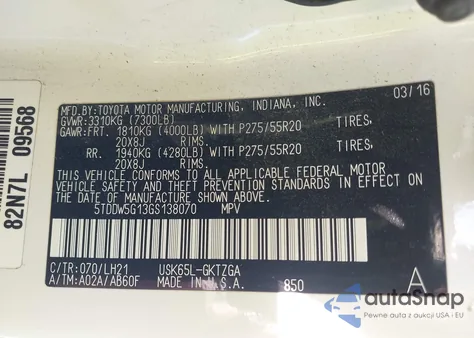 82N7L 09568
MFD.BY:TOYOTA MOTOR MANUFACTURING, INDIANA, INC. 03/16
GVWR:3310KG (7300LB)
GAWR:FRT. 1810KG (4000LB) WITH P275/55R20 TIRES,
20X8J RIMS.
RR. 1940KG (4280LB) WITH P275/55R20 TIRES,
20X8J RIMS.
THIS VEHICLE CONFORMS TO ALL APPLICABLE FEDERAL MOTOR
VEHICLE SAFETY AND THEFT PREVENTION STANDARDS IN EFFECT ON
THE DATE OF MANUFACTURE SHOWN ABOVE.
5TDDW5G13GS138070 MPV
C/TR:070/LH21 USK65L-GKTZGA
A/TM:A02A/AB60F MADE IN U.S.A. 850 A
autoSnap
Pewne auta z aukcji USA i EU